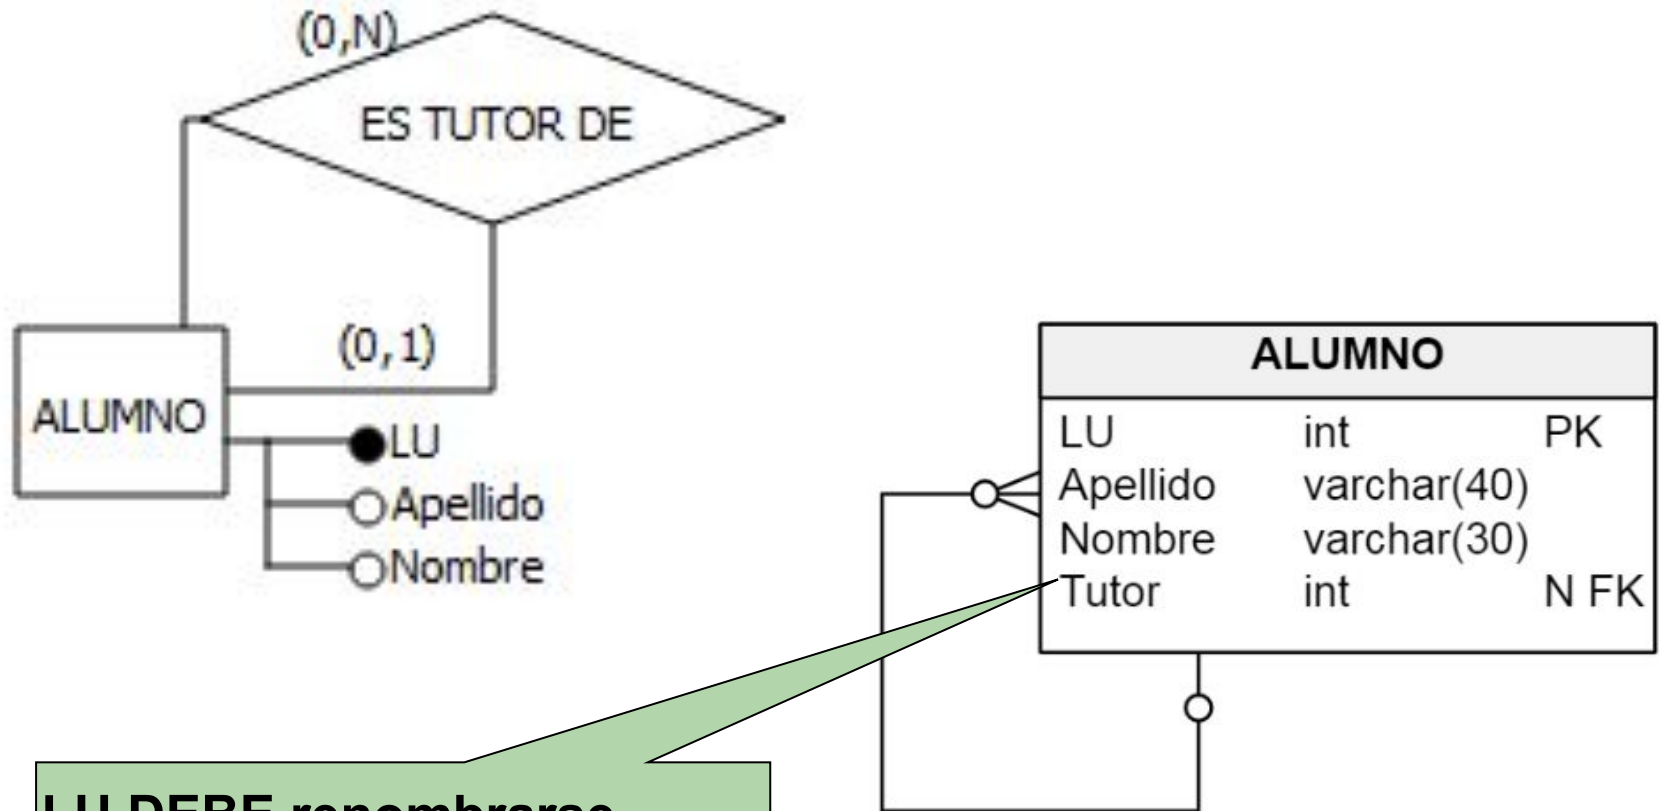 (0,N)
ES TUTOR DE
(0,1)
ALUMNO
LU
Apellido
Nombre
ALUMNO
LU int PK
Apellido varchar(40)
Nombre varchar(30)
Tutor int N FK
LU DEBE renombrarse